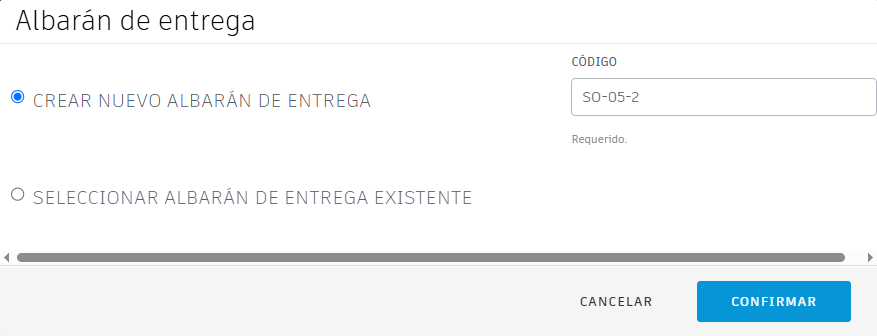 Albarán de entrega
CÓDIGO
CREAR NUEVO ALBARÁN DE ENTREGA
SO-05-2
Requerido.
SELECCIONAR ALBARÁN DE ENTREGA EXISTENTE
CANCELAR
CONFIRMAR